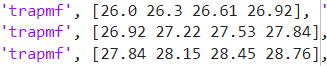 'trapmf', [26.0 26.3 26.61 26.92], '
'trapmf', [26.92 27.22 27.53 27.84],
'trapmf', [27.84 28.15 28.45 28.76],